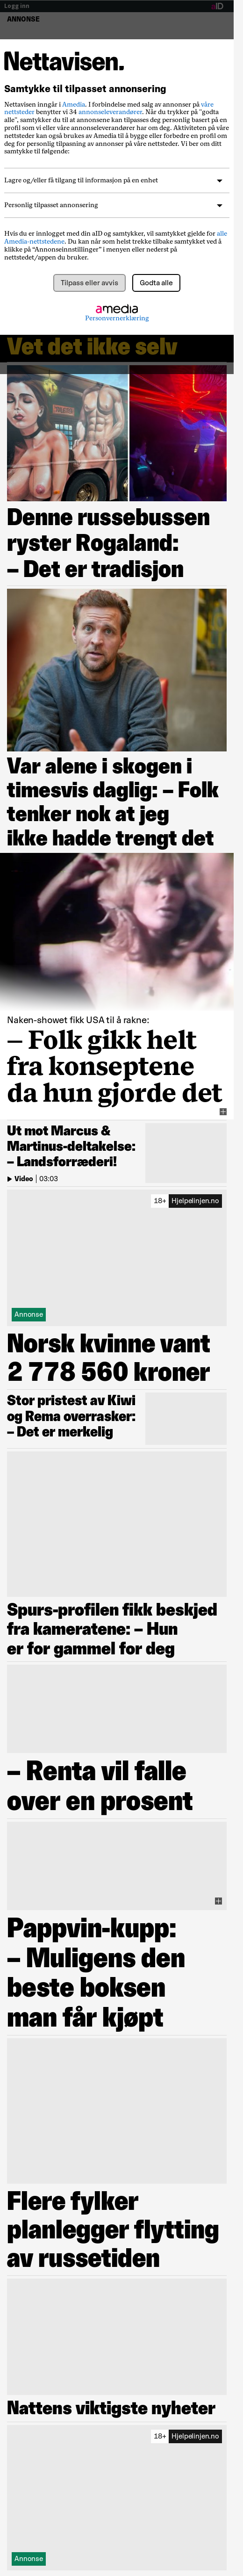 Logg inn
aID
ANNONSE
Nettavisen.
Samtykke til tilpasset annonsering
Nettavisen inngår i Amedia. I forbindelse med salg av annonser på våre
nettsteder benytter vi 34 annonseleverandører. Når du trykker på "godta
alle", samtykker du til at annonsører kan tilpasses deg personlig basert på en
profil som vi eller våre annonseleverandører har om deg. Aktiviteten på våre
nettsteder kan også brukes av Amedia til å bygge eller forbedre en profil om
deg for personlig tilpasning av annonser på våre nettsteder. Vi ber om ditt
samtykke til følgende:
Lagre og/eller få tilgang til informasjon på en enhet
Personlig tilpasset annonsering
Hvis du er innlogget med din aID og samtykker, vil samtykket gjelde for alle
Amedia-nettstedene. Du kan når som helst trekke tilbake samtykket ved å
klikke på “Annonseinnstillinger” i menyen eller nederst på
nettstedet/appen du bruker.
Tilpass eller avvis
Godta alle
amedia
Personvernerklæring
Vet det ikke selv
Denne russebussen
ryster Rogaland:
– Det er tradisjon
Var alene i skogen i
timesvis daglig: – Folk
tenker nok at jeg
ikke hadde trengt det
Naken-showet fikk USA til å rakne:
– Folk gikk helt
fra konseptene
da hun gjorde det
Ut mot Marcus &
Martinus-deltakelse:
– Landsforræderi!
Video | 03:03
18+ Hjelpelinjen.no
Annonse
Norsk kvinne vant
2 778 560 kroner
Stor pristest av Kiwi
og Rema overrasker:
– Det er merkelig
Spurs-profilen fikk beskjed
fra kameratene: – Hun
er for gammel for deg
– Renta vil falle
over en prosent
Pappvin-kupp:
– Muligens den
beste boksen
man får kjøpt
Flere fylker
planlegger flytting
av russetiden
Nattens viktigste nyheter
18+ Hjelpelinjen.no
Annonse